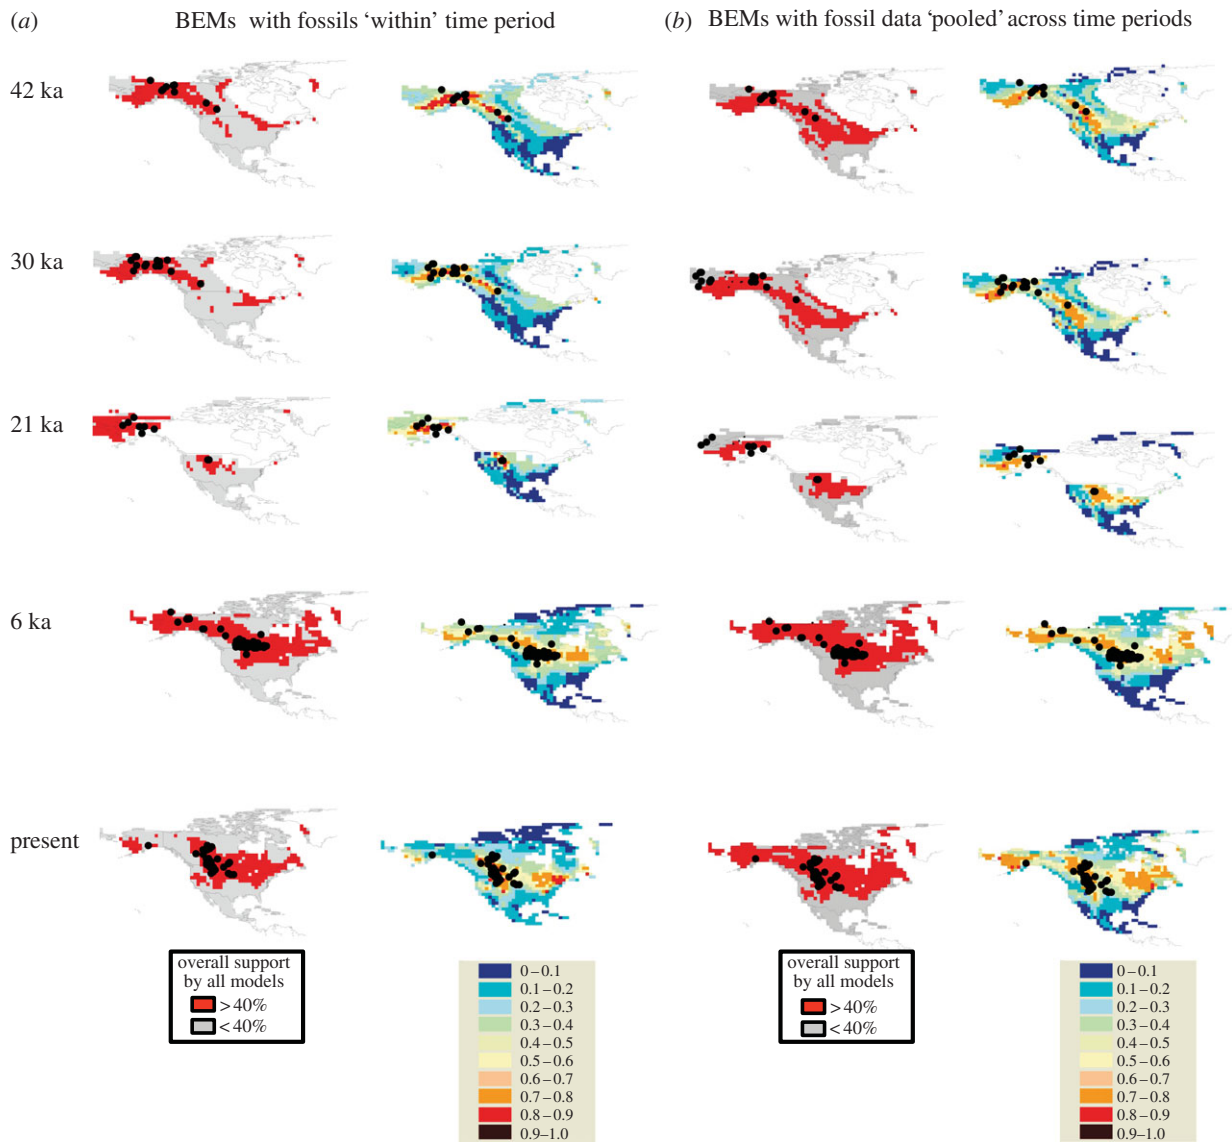 (a) BEMs with fossils ‘within’ time period
(b) BEMs with fossil data ‘pooled’ across time periods
42 ka
30 ka
21 ka
6 ka
present
overall support
by all models
>40%
<40%
0–0.1
0.1–0.2
0.2–0.3
0.3–0.4
0.4–0.5
0.5–0.6
0.6–0.7
0.7–0.8
0.8–0.9
0.9–1.0
overall support
by all models
>40%
<40%
0–0.1
0.1–0.2
0.2–0.3
0.3–0.4
0.4–0.5
0.5–0.6
0.6–0.7
0.7–0.8
0.8–0.9
0.9–1.0